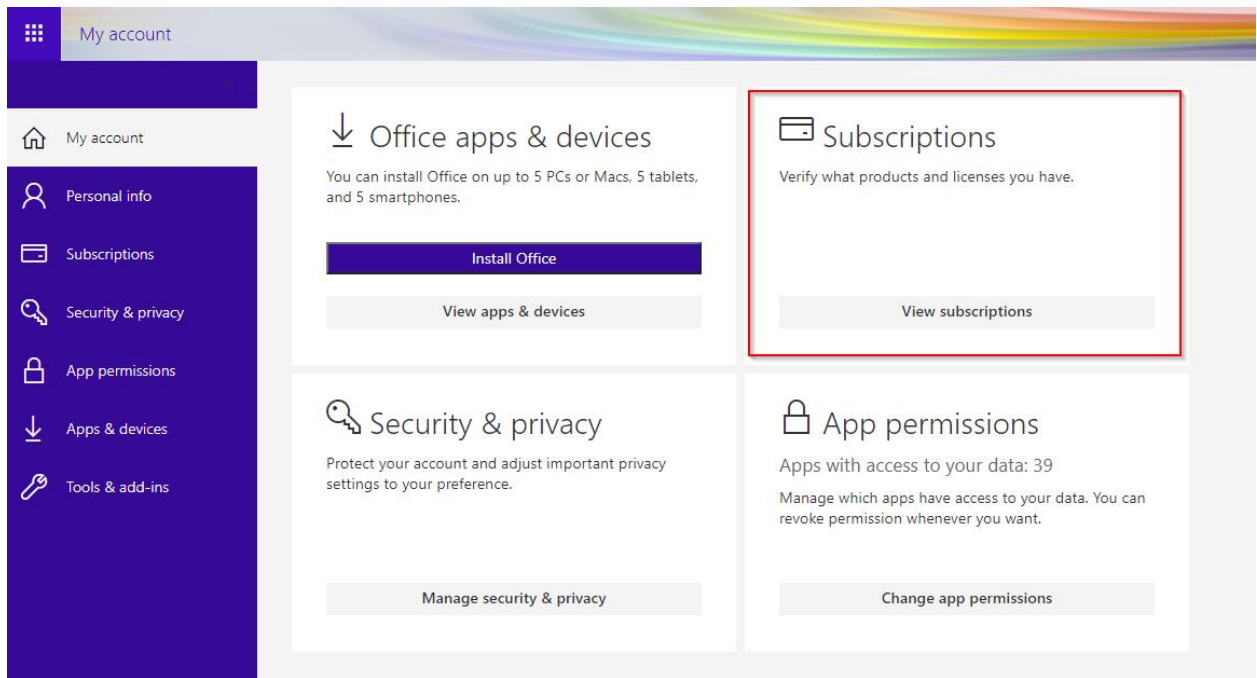 My account
My account
Personal info
Subscriptions
Security & privacy
App permissions
Apps & devices
Tools & add-ins
Office apps & devices
You can install Office on up to 5 PCs or Macs, 5 tablets,
and 5 smartphones.
Install Office
View apps & devices
Subscriptions
Verify what products and licenses you have.
View subscriptions
Security & privacy
Protect your account and adjust important privacy
settings to your preference.
Manage security & privacy
App permissions
Apps with access to your data: 39
Manage which apps have access to your data. You can
revoke permission whenever you want.
Change app permissions